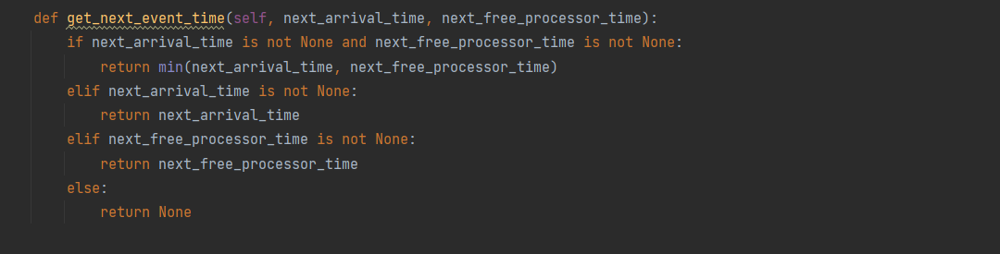 def get_next_event_time(self, next_arrival_time, next_free_processor_time):
    if next_arrival_time is not None and next_free_processor_time is not None:
        return min(next_arrival_time, next_free_processor_time)
    elif next_arrival_time is not None:
        return next_arrival_time
    elif next_free_processor_time is not None:
        return next_free_processor_time
    else:
        return None